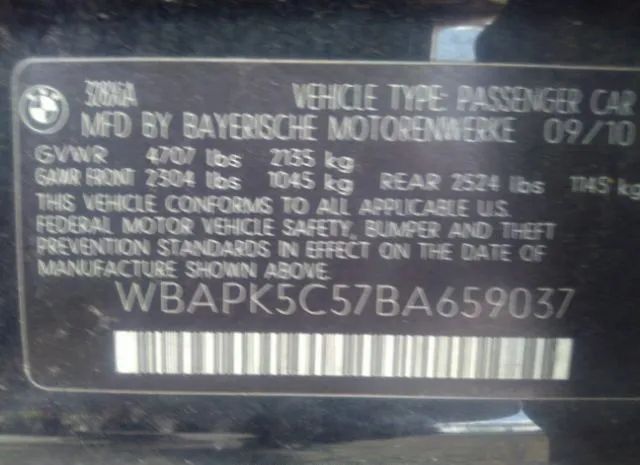 BMW
328XiA VEHICLE TYPE: PASSENGER CAR
MFD BY BAYERISCHE MOTORENWERKE 09/10
GVWR 4707 lbs 2135 kg
GAWR FRONT 2304 lbs 1045 kg REAR 2524 lbs 1145 kg
THIS VEHICLE CONFORMS TO ALL APPLICABLE U.S.
FEDERAL MOTOR VEHICLE SAFETY, BUMPER AND THEFT
PREVENTION STANDARDS IN EFFECT ON THE DATE OF
MANUFACTURE SHOWN ABOVE.
WBAPK5C57BA659037